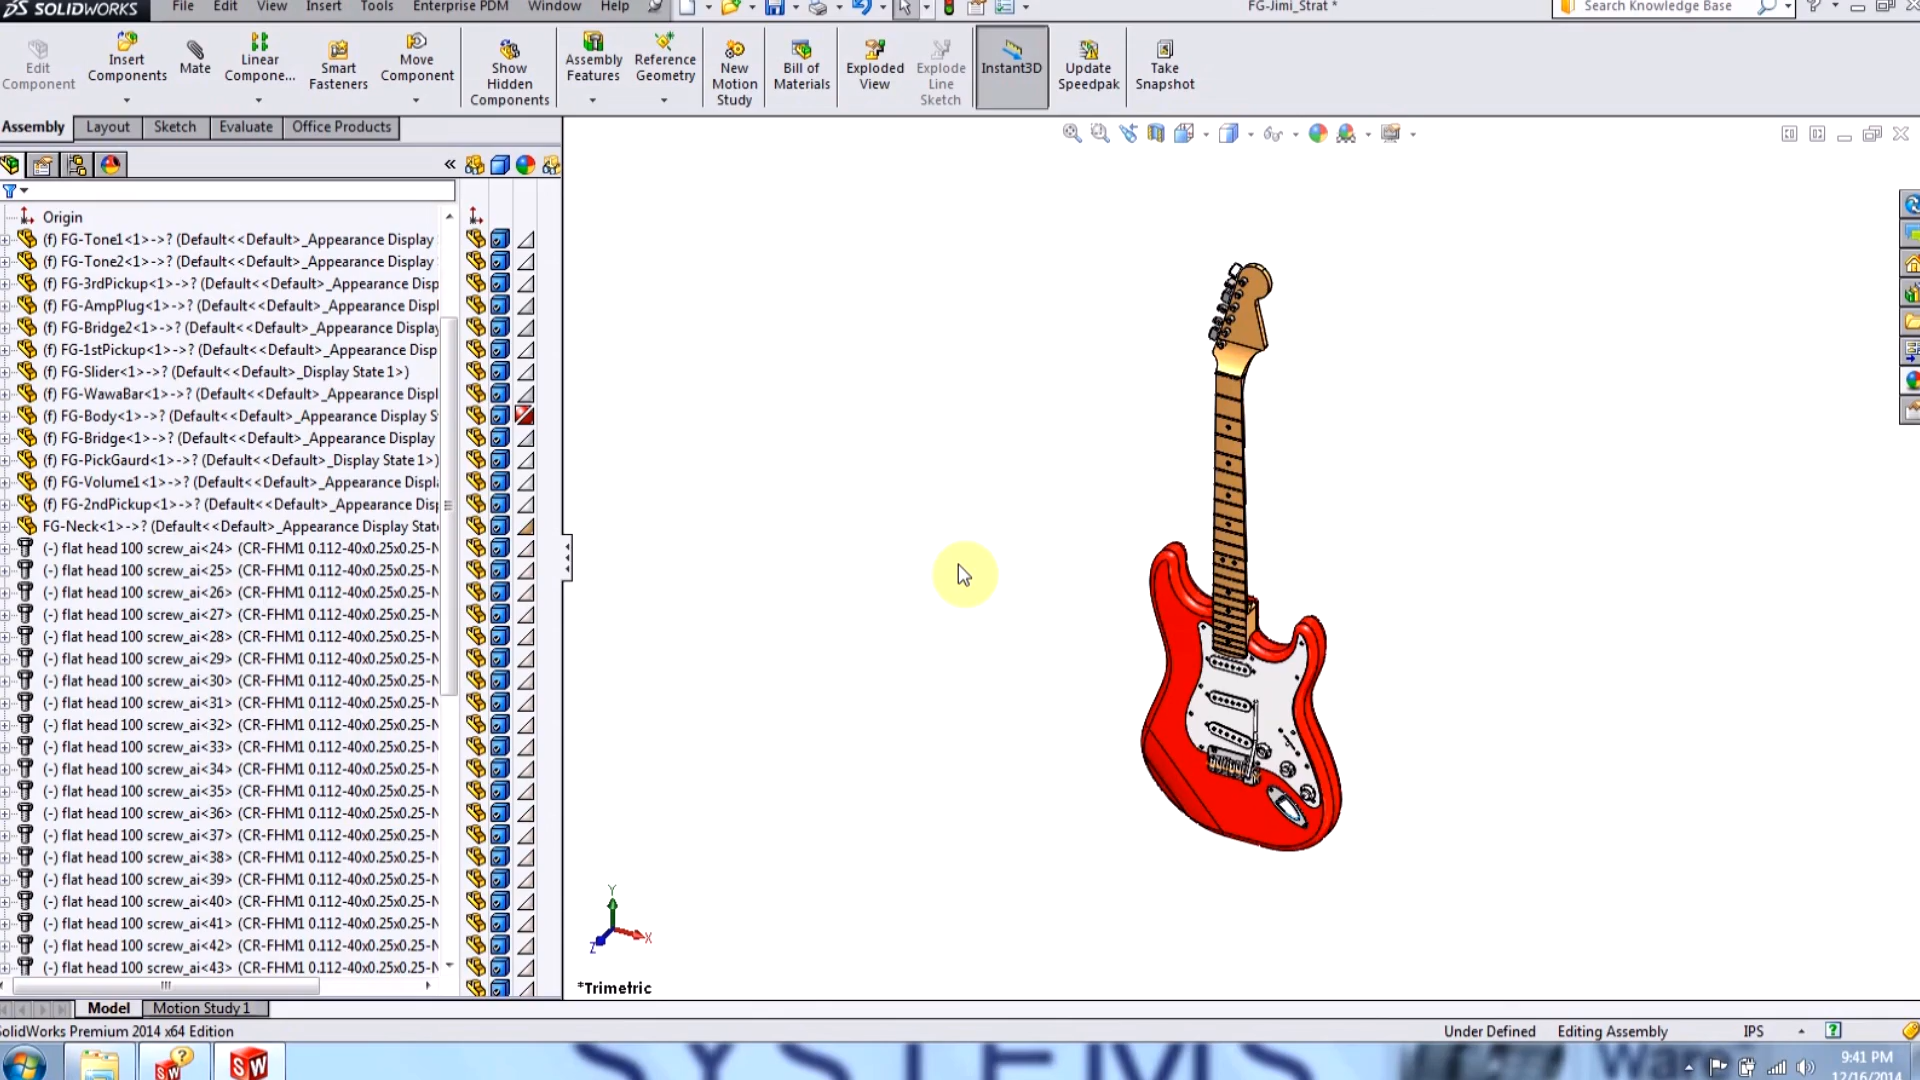 SOLIDWORKS
File Edit View Insert Tools Enterprise PDM Window Help
FG-Jimi_Strat *
Search Knowledge Base
Edit Component
Insert Components
Mate
Linear Compone...
Smart Fasteners
Move Component
Show Hidden Components
Assembly Features
Reference Geometry
New Motion Study
Bill of Materials
Exploded View
Explode Line Sketch
Instant3D
Update Speedpak
Take Snapshot
Assembly Layout Sketch Evaluate Office Products
Origin
(f) FG-Tone1<1>->? (Default<<Default>_Appearance Display
(f) FG-Tone2<1>->? (Default<<Default>_Appearance Display
(f) FG-3rdPickup<1>->? (Default<<Default>_Appearance Disp
(f) FG-AmpPlug<1>->? (Default<<Default>_Appearance Displ
(f) FG-Bridge2<1>->? (Default<<Default>_Appearance Display
(f) FG-1stPickup<1>->? (Default<<Default>_Appearance Disp
(f) FG-Slider<1>->? (Default<<Default>_Display State 1>)
(f) FG-WawaBar<1>->? (Default<<Default>_Appearance Displ
(f) FG-Body<1>->? (Default<<Default>_Appearance Display S
(f) FG-Bridge<1>->? (Default<<Default>_Appearance Display
(f) FG-PickGaurd<1>->? (Default<<Default>_Display State 1>)
(f) FG-Volume1<1>->? (Default<<Default>_Appearance Displ
(f) FG-2ndPickup<1>->? (Default<<Default>_Appearance Disp
FG-Neck<1>->? (Default<<Default>_Appearance Display State
(-) flat head 100 screw_ai<24> (CR-FHM1 0.112-40x0.25x0.25-N
(-) flat head 100 screw_ai<25> (CR-FHM1 0.112-40x0.25x0.25-N
(-) flat head 100 screw_ai<26> (CR-FHM1 0.112-40x0.25x0.25-N
(-) flat head 100 screw_ai<27> (CR-FHM1 0.112-40x0.25x0.25-N
(-) flat head 100 screw_ai<28> (CR-FHM1 0.112-40x0.25x0.25-N
(-) flat head 100 screw_ai<29> (CR-FHM1 0.112-40x0.25x0.25-N
(-) flat head 100 screw_ai<30> (CR-FHM1 0.112-40x0.25x0.25-N
(-) flat head 100 screw_ai<31> (CR-FHM1 0.112-40x0.25x0.25-N
(-) flat head 100 screw_ai<32> (CR-FHM1 0.112-40x0.25x0.25-N
(-) flat head 100 screw_ai<33> (CR-FHM1 0.112-40x0.25x0.25-N
(-) flat head 100 screw_ai<34> (CR-FHM1 0.112-40x0.25x0.25-N
(-) flat head 100 screw_ai<35> (CR-FHM1 0.112-40x0.25x0.25-N
(-) flat head 100 screw_ai<36> (CR-FHM1 0.112-40x0.25x0.25-N
(-) flat head 100 screw_ai<37> (CR-FHM1 0.112-40x0.25x0.25-N
(-) flat head 100 screw_ai<38> (CR-FHM1 0.112-40x0.25x0.25-N
(-) flat head 100 screw_ai<39> (CR-FHM1 0.112-40x0.25x0.25-N
(-) flat head 100 screw_ai<40> (CR-FHM1 0.112-40x0.25x0.25-N
(-) flat head 100 screw_ai<41> (CR-FHM1 0.112-40x0.25x0.25-N
(-) flat head 100 screw_ai<42> (CR-FHM1 0.112-40x0.25x0.25-N
(-) flat head 100 screw_ai<43> (CR-FHM1 0.112-40x0.25x0.25-N
Y
X
Z
*Trimetric
Model Motion Study 1
SolidWorks Premium 2014 x64 Edition
Under Defined Editing Assembly IPS
SYSTEMS
9:41 PM
12/16/2014